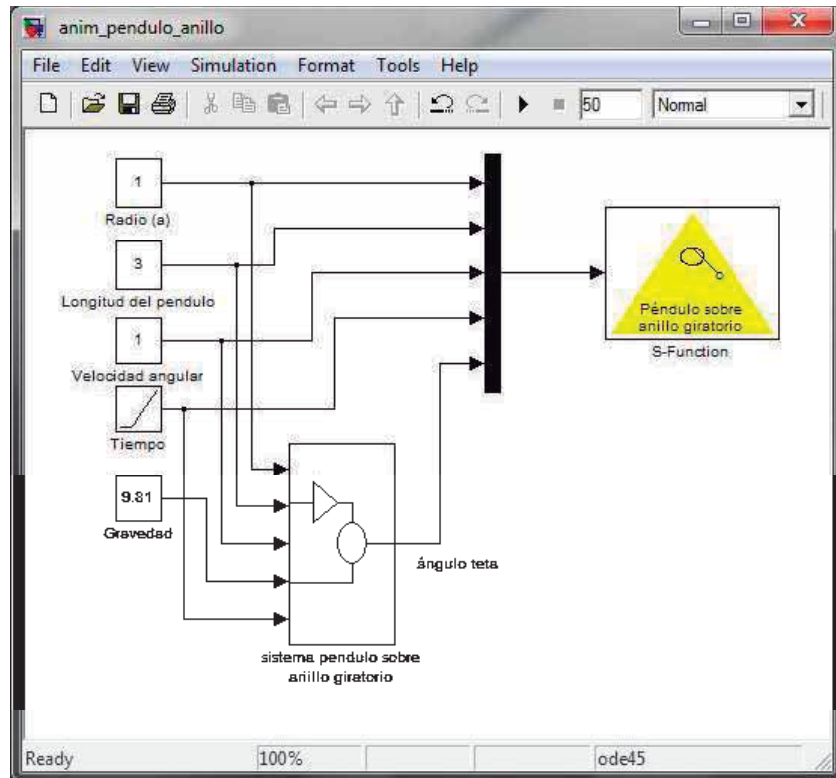 anim_pendulo_anillo
File Edit View Simulation Format Tools Help
50 Normal
1
Radio (a)
3
Longitud del pendulo
1
Velocidad angular
Tiempo
9.81
Gravedad
Péndulo sobre
anillo giratorio
S-Function
ángulo teta
sistema pendulo sobre
anillo giratorio
Ready 100% ode45